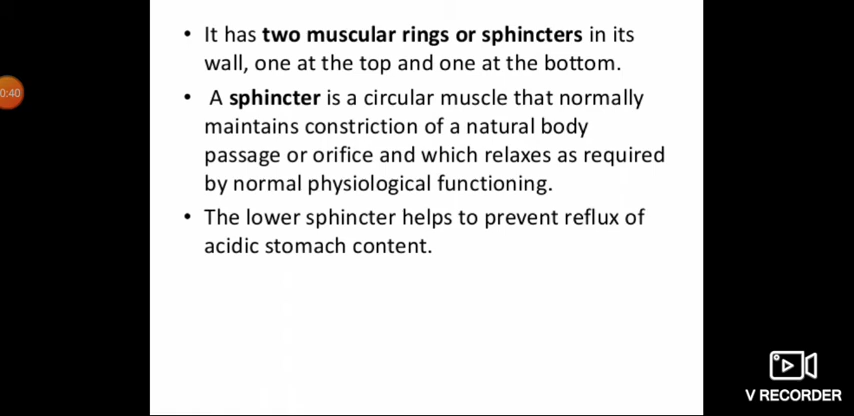 • It has two muscular rings or sphincters in its
wall, one at the top and one at the bottom.
• A sphincter is a circular muscle that normally
maintains constriction of a natural body
passage or orifice and which relaxes as required
by normal physiological functioning.
• The lower sphincter helps to prevent reflux of
acidic stomach content.
0:40
V RECORDER